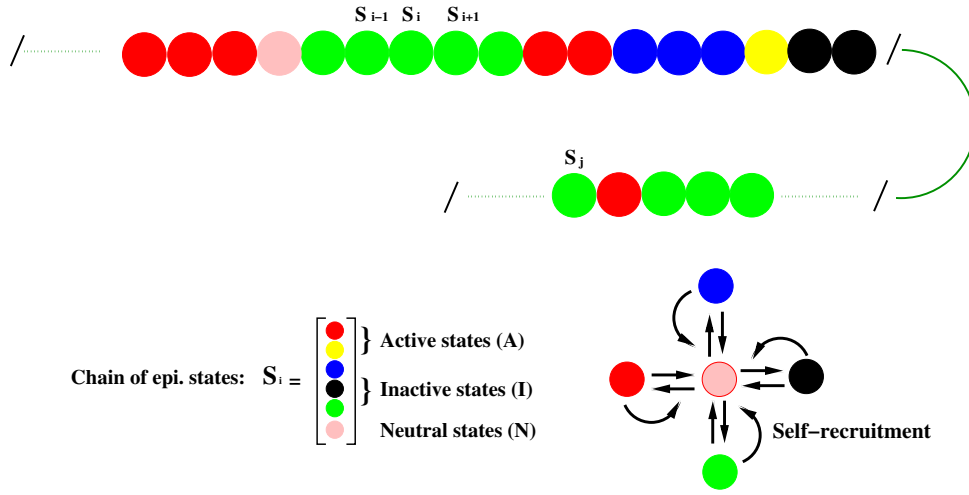 S i−1 S i S i+1
S j
Active states (A)
Chain of epi. states: S i =
Inactive states (I)
Neutral states (N)
Self−recruitment